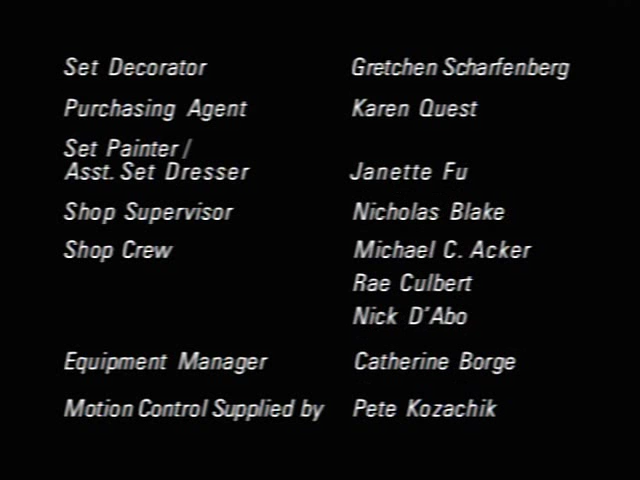 Set Decorator Gretchen Scharfenberg
Purchasing Agent Karen Quest
Set Painter /
Asst. Set Dresser Janette Fu
Shop Supervisor Nicholas Blake
Shop Crew Michael C. Acker
Rae Culbert
Nick D'Abo
Equipment Manager Catherine Borge
Motion Control Supplied by Pete Kozachik